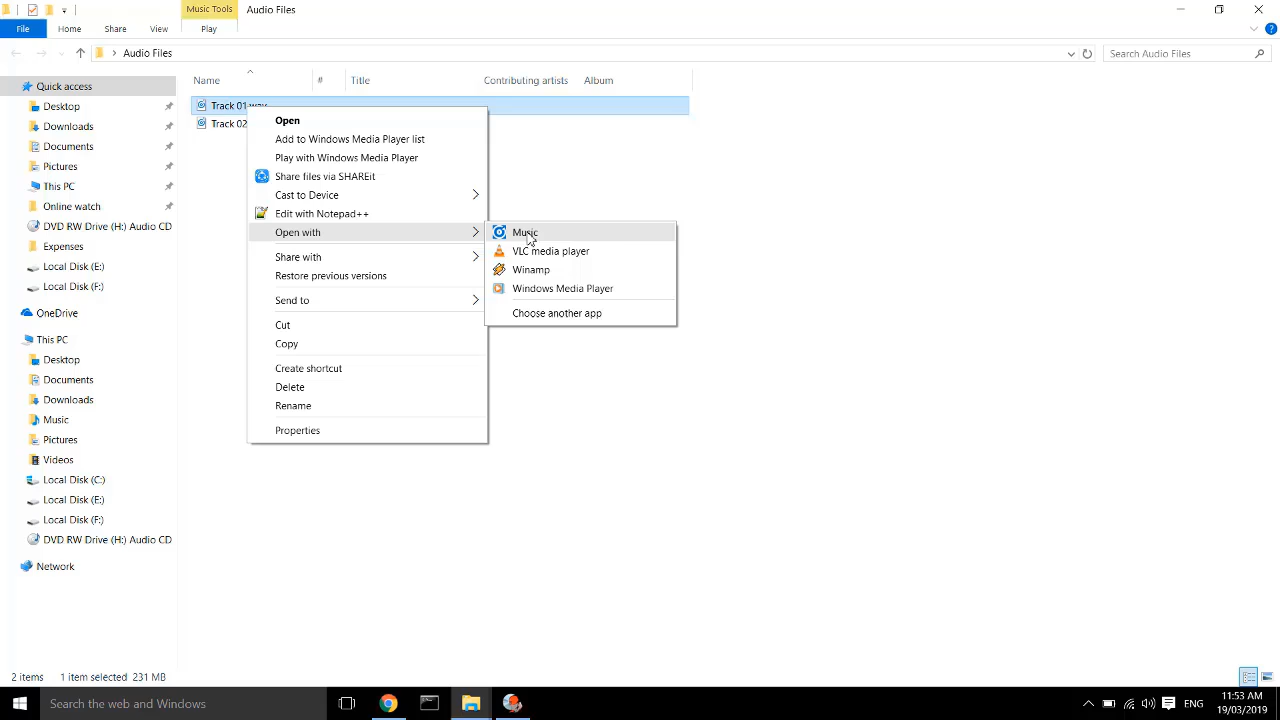 Music Tools
Audio Files
File
Home
Share
View
Play
Audio Files
Search Audio Files
Name
#
Title
Contributing artists
Album
Quick access
Desktop
Downloads
Documents
Pictures
This PC
Online watch
DVD RW Drive (H:) Audio CD
Expenses
Local Disk (E:)
Local Disk (F:)
OneDrive
This PC
Desktop
Documents
Downloads
Music
Pictures
Videos
Local Disk (C:)
Local Disk (E:)
Local Disk (F:)
DVD RW Drive (H:) Audio CD
Network
Track 01.wav
Track 02
Open
Add to Windows Media Player list
Play with Windows Media Player
Share files via SHAREit
Cast to Device
Edit with Notepad++
Open with
Share with
Restore previous versions
Send to
Cut
Copy
Create shortcut
Delete
Rename
Properties
Music
VLC media player
Winamp
Windows Media Player
Choose another app
2 items
1 item selected 231 MB
Search the web and Windows
ENG
11:53 AM
19/03/2019